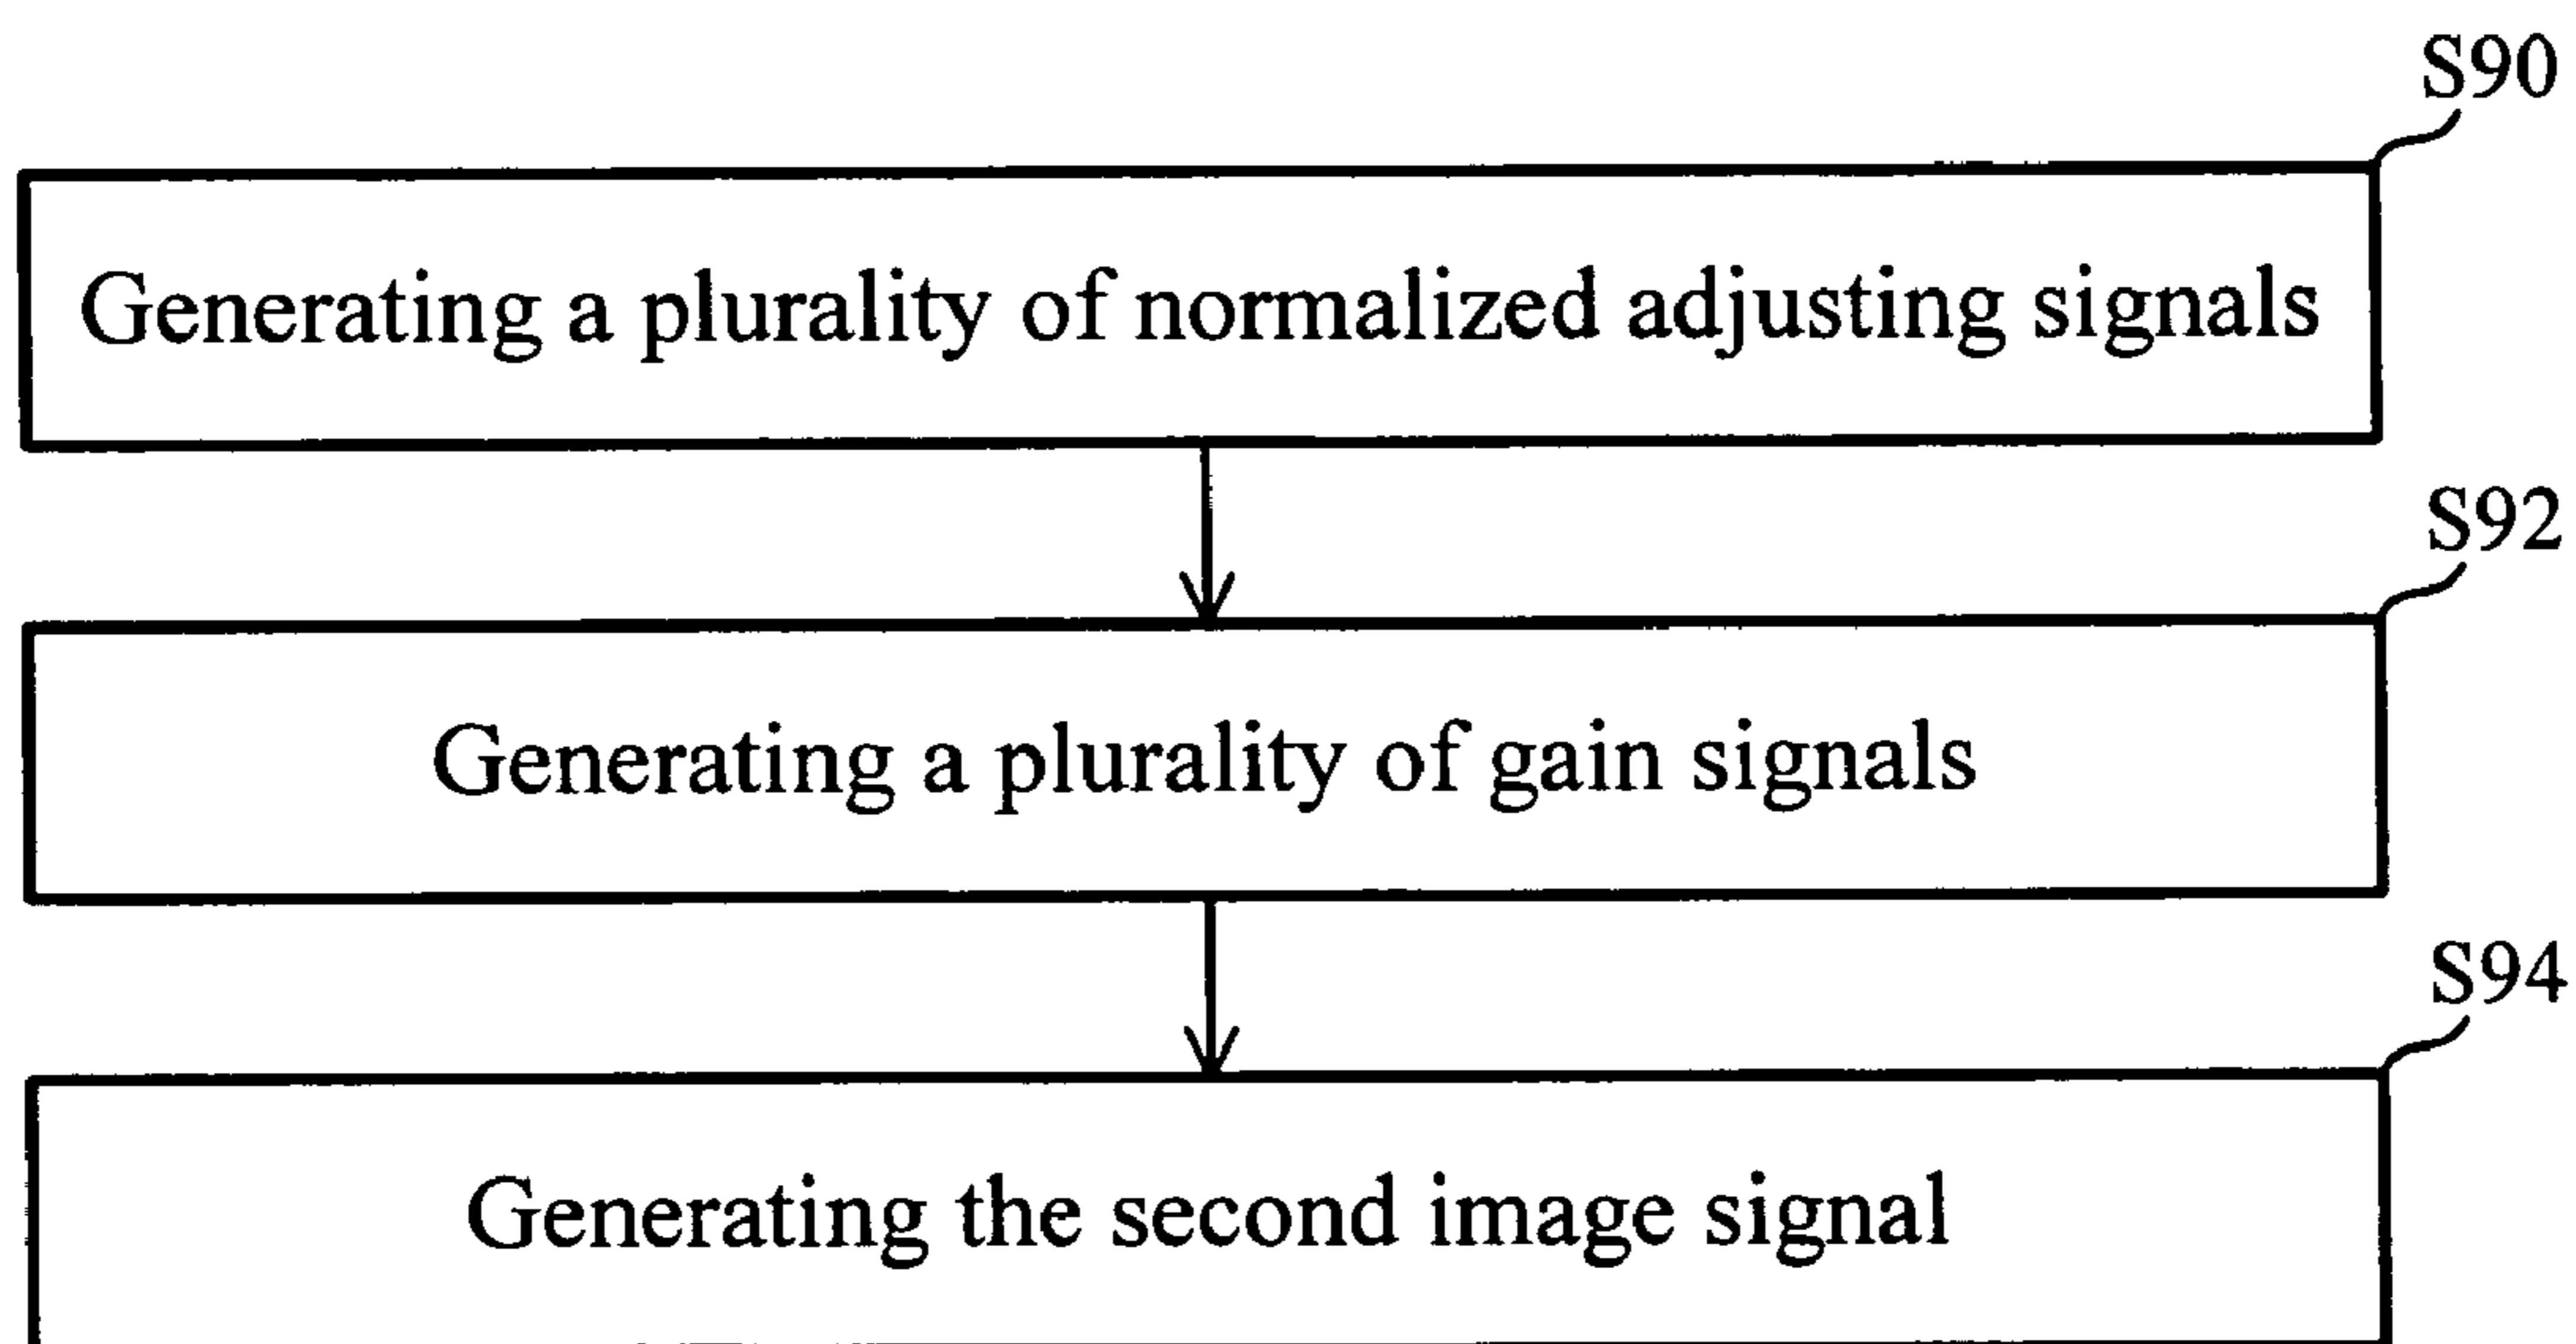 S90
Generating a plurality of normalized adjusting signals
S92
Generating a plurality of gain signals
S94
Generating the second image signal